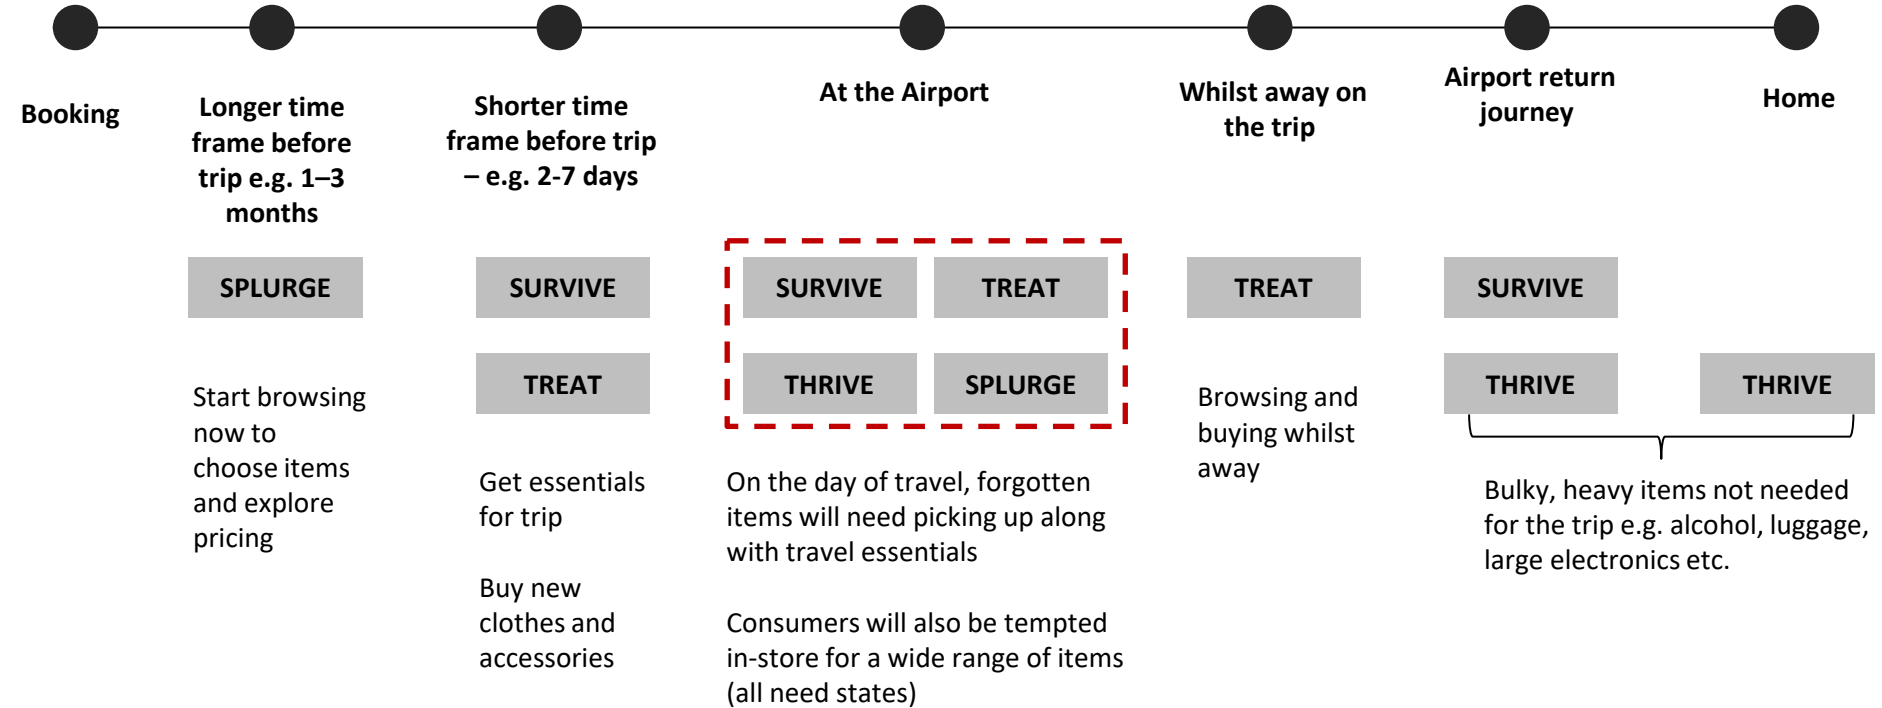 Booking
Longer time
frame before
trip e.g. 1–3
months
Shorter time
frame before trip
– e.g. 2-7 days
At the Airport
Whilst away on
the trip
Airport return
journey
Home
SPLURGE
SURVIVE
SURVIVE
TREAT
TREAT
SURVIVE
TREAT
THRIVE
SPLURGE
THRIVE
THRIVE
Start browsing
now to
choose items
and explore
pricing
Get essentials
for trip
Buy new
clothes and
accessories
On the day of travel, forgotten
items will need picking up along
with travel essentials
Consumers will also be tempted
in-store for a wide range of items
(all need states)
Browsing and
buying whilst
away
Bulky, heavy items not needed
for the trip e.g. alcohol, luggage,
large electronics etc.